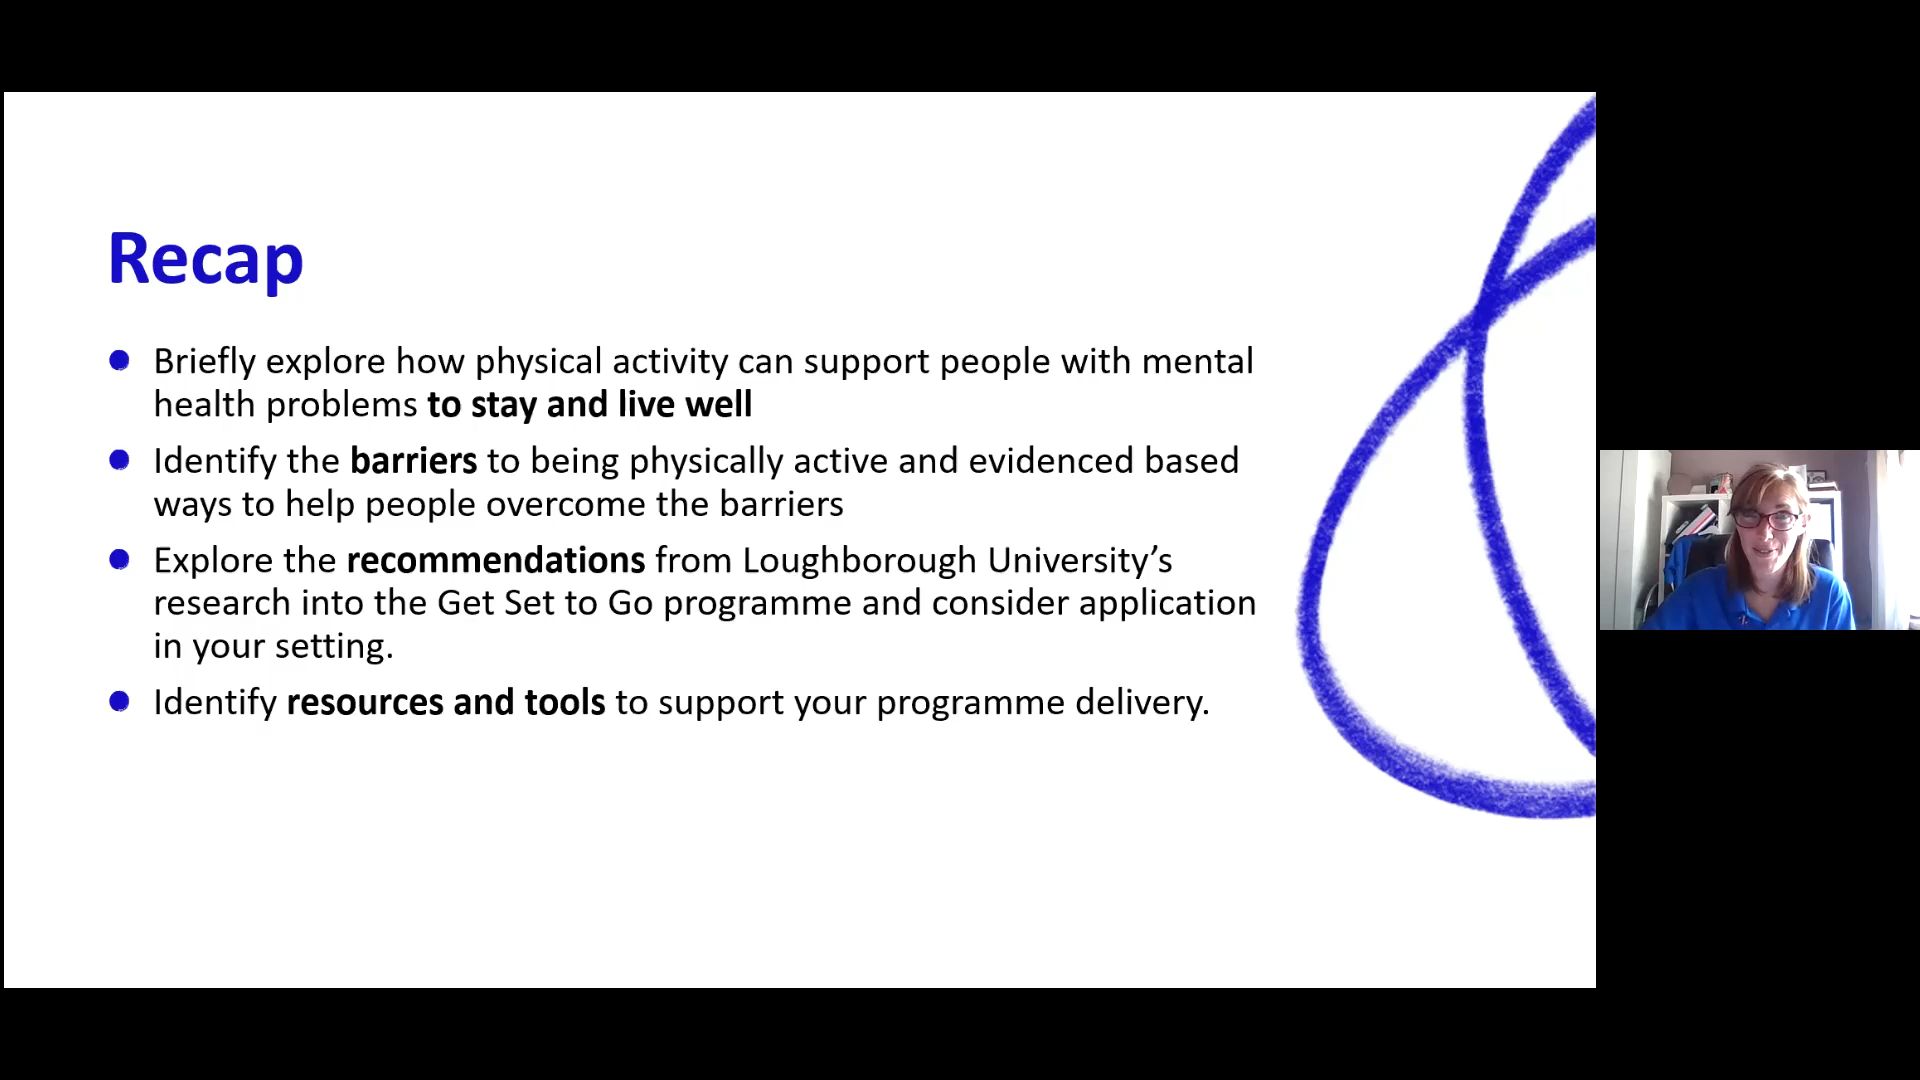 Recap
Briefly explore how physical activity can support people with mental
health problems to stay and live well
Identify the barriers to being physically active and evidenced based
ways to help people overcome the barriers
Explore the recommendations from Loughborough University’s
research into the Get Set to Go programme and consider application
in your setting.
Identify resources and tools to support your programme delivery.